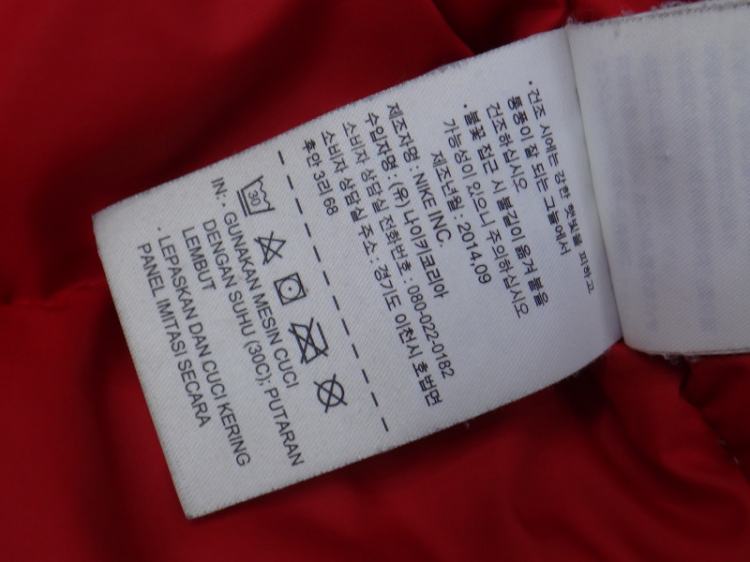 · 건조 시에는 강한 햇빛을 피하고
통풍이 잘 되는 그늘에서
건조하십시오
· 불꽃 접근 시 불길이 옮겨 붙을
가능성이 있으니 주의하십시오
제조년월 : 2014.09
제조자명 : NIKE INC.
수입자명 : (유) 나이키코리아
소비자 상담실 전화번호 : 080-022-0182
소비자 상담실 주소 : 경기도 이천시 호법면
후안 3리 68
30
IN: · GUNAKAN MESIN CUCI
DENGAN SUHU (30C); PUTARAN
LEMBUT
· LEPASKAN DAN CUCI KERING
PANEL IMITASI SECARA